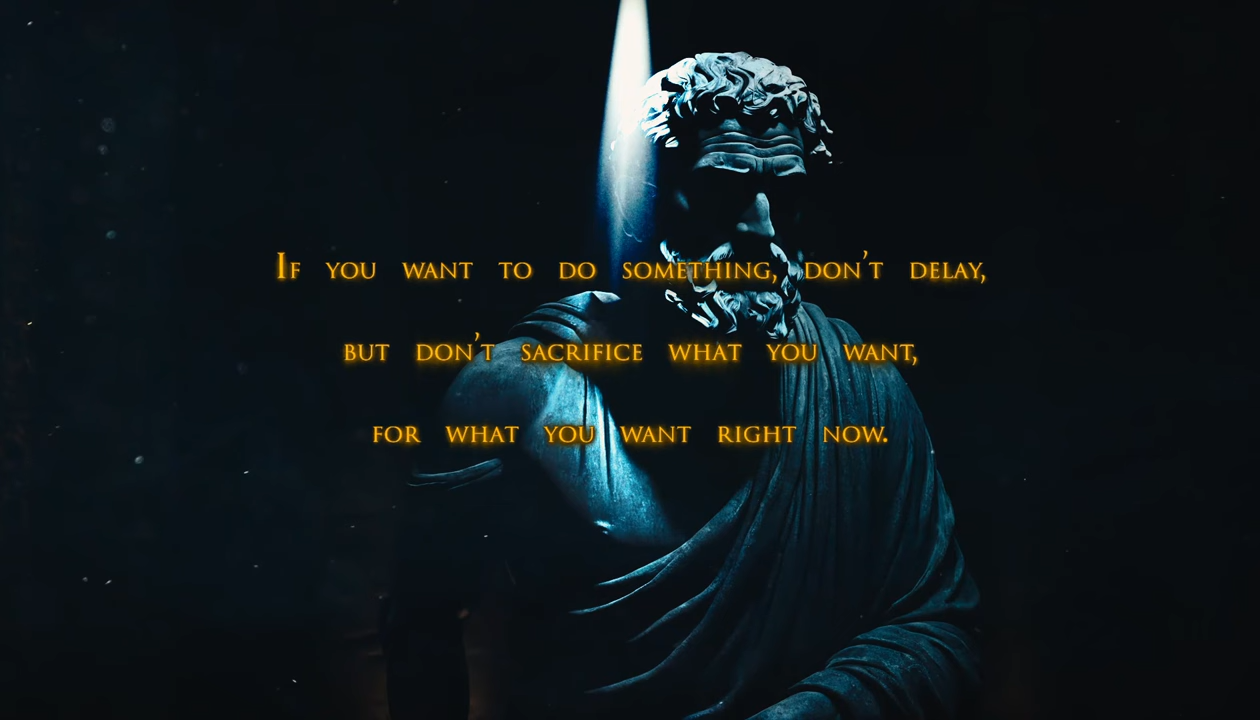 If you want to do something, don't delay,
but don't sacrifice what you want,
for what you want right now.